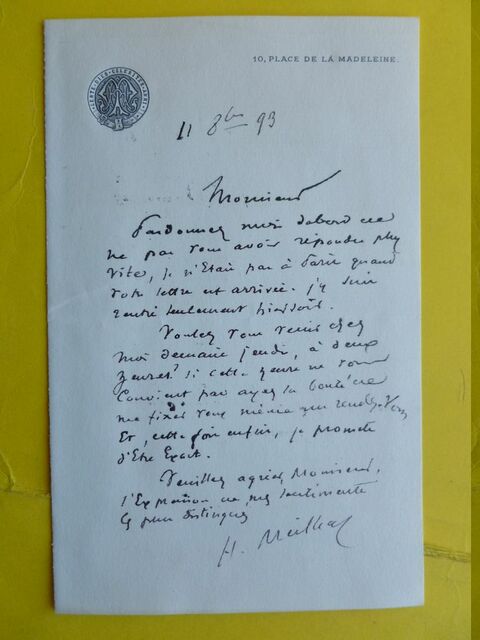 10, PLACE DE LA MADELEINE.
11 8bre 93
Monsieur
Pardonnez moi d'abord de
ne pas vous avoir répondu plus
vite, je n'étais pas à Paris quand
votre lettre est arrivée. j'y suis
rentré seulement hier soir.
Voulez vous venir chez
moi demain jeudi, à deux
heures? Si cette heure ne vous
convient pas ayez la bonté de
me fixer vous même un rendez-vous
Et, cette fois enfin, je promets
d'Etre Exact.
Veuillez agréer, Monsieur,
l'Expression de mes sentiments
les plus distingués
H. Meilhac